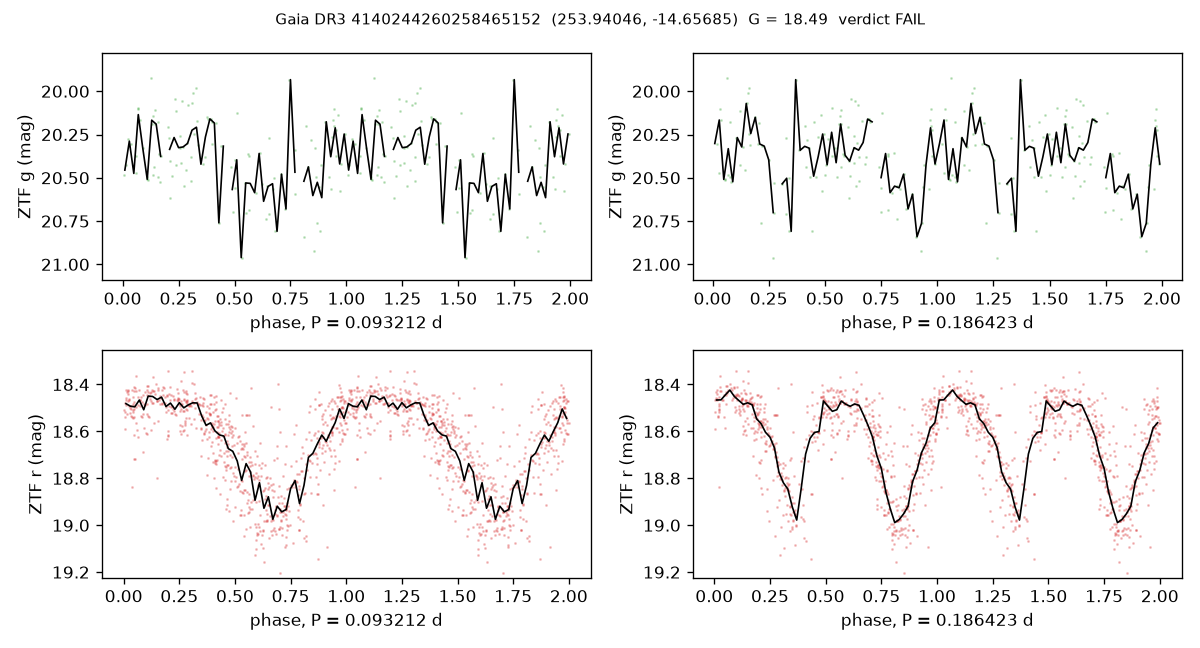 Gaia DR3 4140244260258465152  (253.94046, -14.65685)  G = 18.49  verdict FAIL
ZTF g (mag)
20.00
20.25
20.50
20.75
21.00
0.00 0.25 0.50 0.75 1.00 1.25 1.50 1.75 2.00
phase, P = 0.093212 d
ZTF g (mag)
20.00
20.25
20.50
20.75
21.00
0.00 0.25 0.50 0.75 1.00 1.25 1.50 1.75 2.00
phase, P = 0.186423 d
ZTF r (mag)
18.4
18.6
18.8
19.0
19.2
0.00 0.25 0.50 0.75 1.00 1.25 1.50 1.75 2.00
phase, P = 0.093212 d
ZTF r (mag)
18.4
18.6
18.8
19.0
19.2
0.00 0.25 0.50 0.75 1.00 1.25 1.50 1.75 2.00
phase, P = 0.186423 d